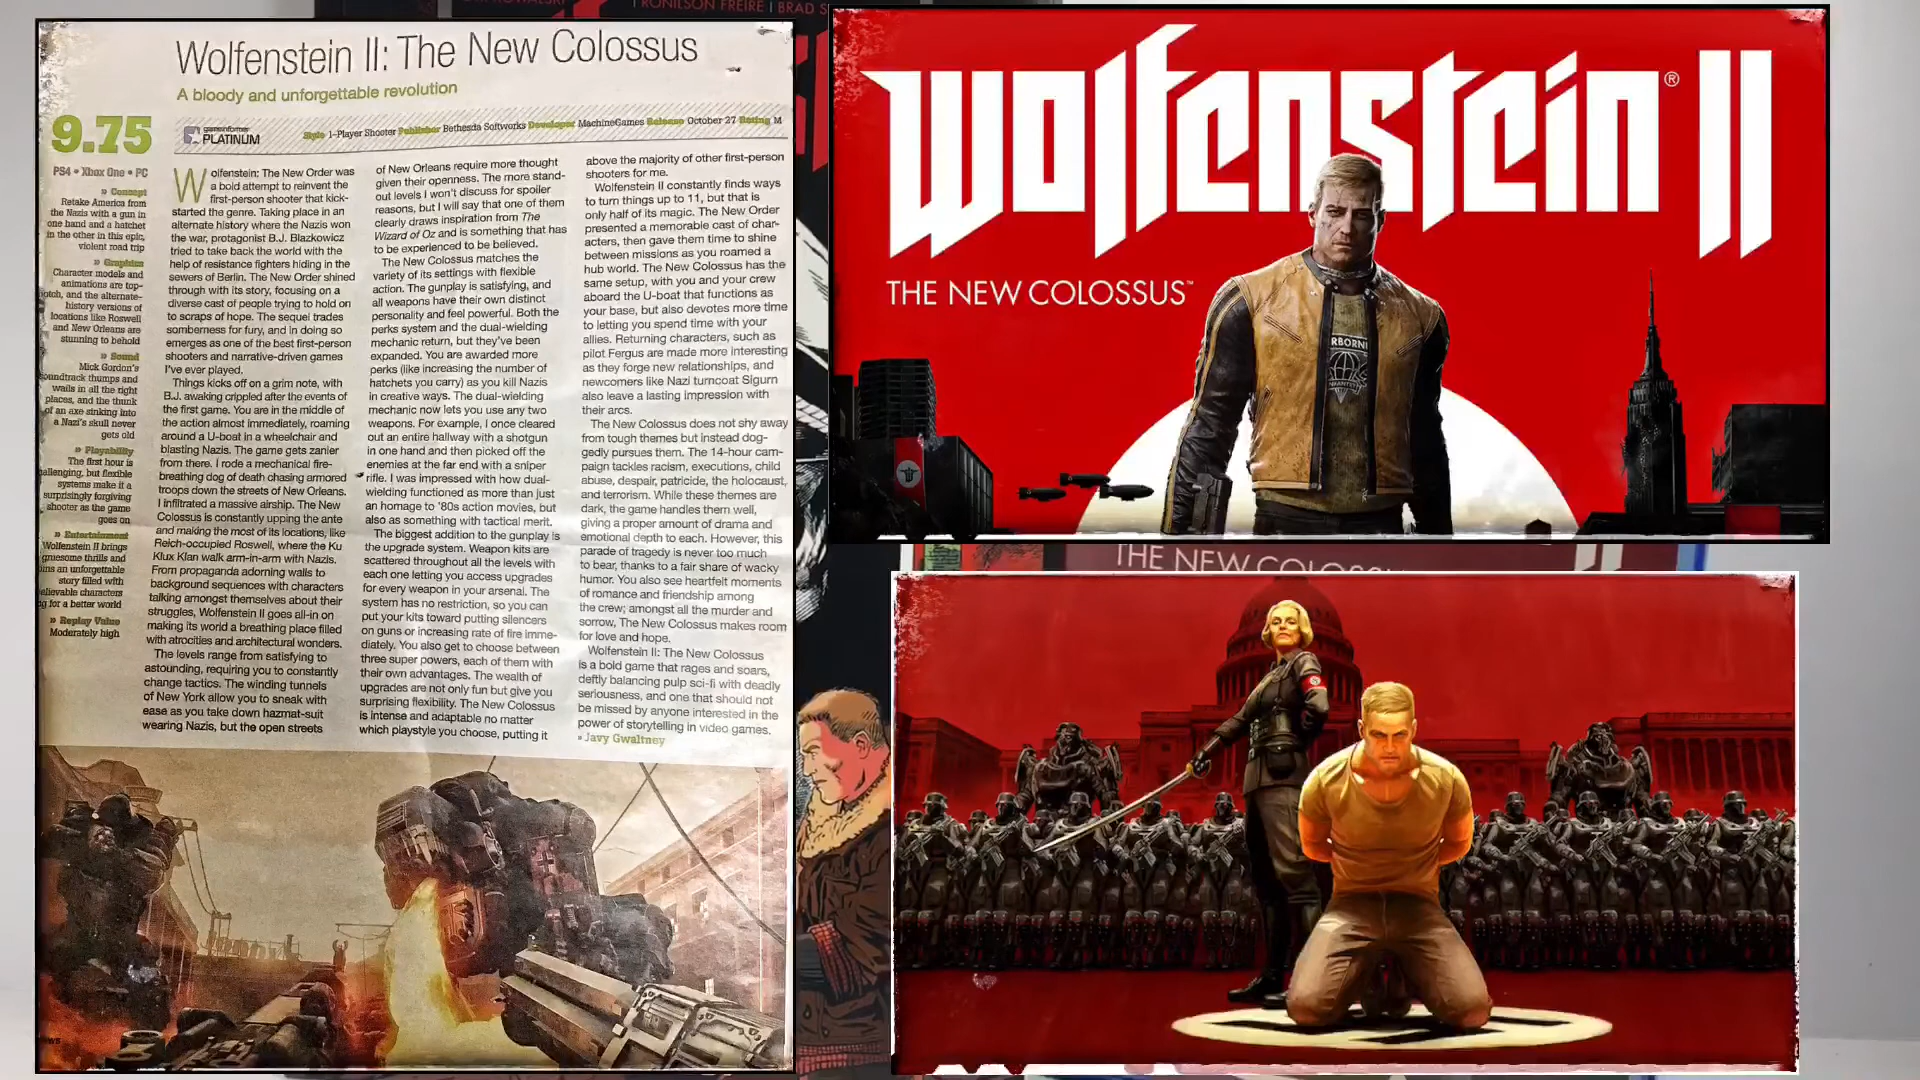 RONILSON FREIRE | BRAD S
Wolfenstein II: The New Colossus
A bloody and unforgettable revolution
9.75
gameinformer
PLATINUM
Style 1-Player Shooter Publisher Bethesda Softworks Developer MachineGames Release October 27 Rating M
PS4 • Xbox One • PC
» Concept
Retake America from
the Nazis with a gun in
one hand and a hatchet
in the other in this epic,
violent road trip
» Graphics
Character models and
animations are top-
notch, and the alternate-
history versions of
locations like Roswell
and New Orleans are
stunning to behold
» Sound
Mick Gordon's
soundtrack thumps and
wails in all the right
places, and the thunk
of an axe sinking into
a Nazi's skull never
gets old
» Playability
The first hour is
challenging, but flexible
systems make it a
surprisingly forgiving
shooter as the game
goes on
» Entertainment
Wolfenstein II brings
gruesome thrills and
an unforgettable
story filled with
believable characters
for a better world
» Replay Value
Moderately high
Wolfenstein: The New Order was
a bold attempt to reinvent the
first-person shooter that kick-
started the genre. Taking place in an
alternate history where the Nazis won
the war, protagonist B.J. Blazkowicz
tried to take back the world with the
help of resistance fighters hiding in the
sewers of Berlin. The New Order shined
through with its story, focusing on a
diverse cast of people trying to hold on
to scraps of hope. The sequel trades
somberness for fury, and in doing so
emerges as one of the best first-person
shooters and narrative-driven games
I've ever played.
Things kicks off on a grim note, with
B.J. awaking crippled after the events of
the first game. You are in the middle of
the action almost immediately, roaming
around a U-boat in a wheelchair and
blasting Nazis. The game gets zanier
from there. I rode a mechanical fire-
breathing dog of death chasing armored
troops down the streets of New Orleans.
I infiltrated a massive airship. The New
Colossus is constantly upping the ante
and making the most of its locations, like
Reich-occupied Roswell, where the Ku
Klux Klan walk arm-in-arm with Nazis.
From propaganda adorning walls to
background sequences with characters
talking amongst themselves about their
struggles, Wolfenstein II goes all-in on
making its world a breathing place filled
with atrocities and architectural wonders.
The levels range from satisfying to
astounding, requiring you to constantly
change tactics. The winding tunnels
of New York allow you to sneak with
ease as you take down hazmat-suit
wearing Nazis, but the open streets
of New Orleans require more thought
given their openness. The more stand-
out levels I won't discuss for spoiler
reasons, but I will say that one of them
clearly draws inspiration from The
Wizard of Oz and is something that has
to be experienced to be believed.
The New Colossus matches the
variety of its settings with flexible
action. The gunplay is satisfying, and
all weapons have their own distinct
personality and feel powerful. Both the
perks system and the dual-wielding
mechanic return, but they've been
expanded. You are awarded more
perks (like increasing the number of
hatchets you carry) as you kill Nazis
in creative ways. The dual-wielding
mechanic now lets you use any two
weapons. For example, I once cleared
out an entire hallway with a shotgun
in one hand and then picked off the
enemies at the far end with a sniper
rifle. I was impressed with how dual-
wielding functioned as more than just
an homage to '80s action movies, but
also as something with tactical merit.
The biggest addition to the gunplay is
the upgrade system. Weapon kits are
scattered throughout all the levels with
each one letting you access upgrades
for every weapon in your arsenal. The
system has no restriction, so you can
put your kits toward putting silencers
on guns or increasing rate of fire imme-
diately. You also get to choose between
three super powers, each of them with
their own advantages. The wealth of
upgrades are not only fun but give you
surprising flexibility. The New Colossus
is intense and adaptable no matter
which playstyle you choose, putting it
above the majority of other first-person
shooters for me.
Wolfenstein II constantly finds ways
to turn things up to 11, but that is
only half of its magic. The New Order
presented a memorable cast of char-
acters, then gave them time to shine
between missions as you roamed a
hub world. The New Colossus has the
same setup, with you and your crew
aboard the U-boat that functions as
your base, but also devotes more time
to letting you spend time with your
allies. Returning characters, such as
pilot Fergus are made more interesting
as they forge new relationships, and
newcomers like Nazi turncoat Sigurn
also leave a lasting impression with
their arcs.
The New Colossus does not shy away
from tough themes but instead dog-
gedly pursues them. The 14-hour cam-
paign tackles racism, executions, child
abuse, despair, patricide, the holocaust,
and terrorism. While these themes are
dark, the game handles them well,
giving a proper amount of drama and
emotional depth to each. However, this
parade of tragedy is never too much
to bear, thanks to a fair share of wacky
humor. You also see heartfelt moments
of romance and friendship among
the crew; amongst all the murder and
sorrow, The New Colossus makes room
for love and hope.
Wolfenstein II: The New Colossus
is a bold game that rages and soars,
deftly balancing pulp sci-fi with deadly
seriousness, and one that should not
be missed by anyone interested in the
power of storytelling in video games.
» Javy Gwaltney
Wolfenstein® II
THE NEW COLOSSUS™
RBORN
THE NEW COLOSSU